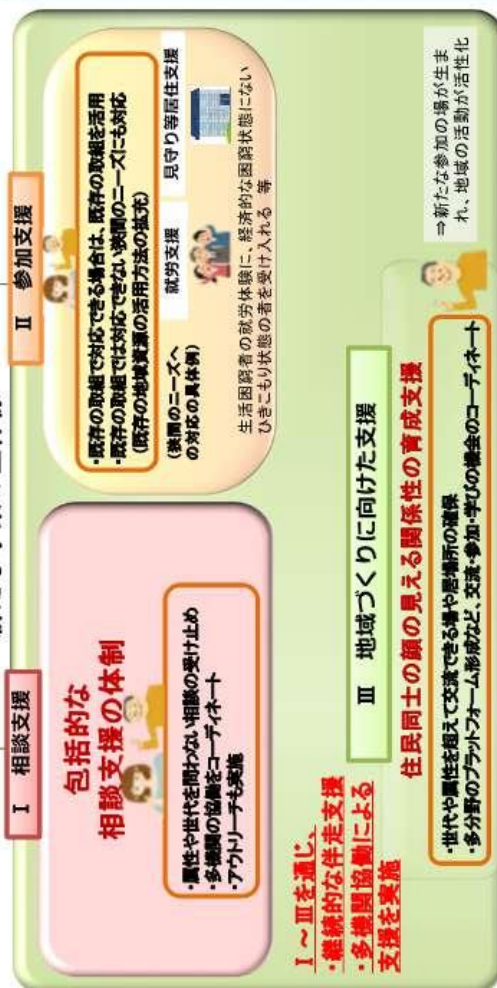 Ⅰ 相談支援
包括的な
相談支援の体制
・属性や世代を問わない相談の受け止め
・多機関の協働をコーディネート
・アウトリーチも実施
Ⅱ 参加支援
・既存の取組で対応できる場合は、既存の取組を活用
・既存の取組では対応できない狭間のニーズにも対応
(既存の地域資源の活用方法の拡充)
(狭間のニーズへ
の対応の具体例)
就労支援
見守り等居住支援
生活困窮者の就労体験に、経済的な困窮状態にない
ひきこもり状態の者を受け入れる 等
Ⅰ～Ⅲを通じ、
・継続的な伴走支援
・多機関協働による
支援を実施
Ⅲ 地域づくりに向けた支援
住民同士の顔の見える関係性の育成支援
・世代や属性を超えて交流できる場や居場所の確保
・多分野のプラットフォーム形成など、交流・参加・学びの機会のコーディネート
⇒新たな参加の場が生ま
れ、地域の活動が活性化